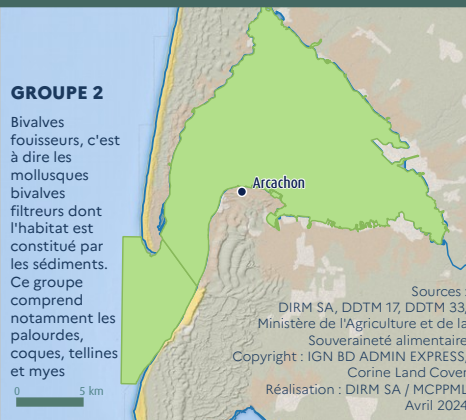 GROUPE 2
Bivalves
fouisseurs, c'est
à dire les
mollusques
bivalves
filtreurs dont
l'habitat est
constitué par
les sédiments.
Ce groupe
comprend
notamment les
palourdes,
coques, tellines
et myes
0 5 km
Arcachon
Sources :
DIRM SA, DDTM 17, DDTM 33,
Ministère de l'Agriculture et de la
Souveraineté alimentaire
Copyright : IGN BD ADMIN EXPRESS,
Corine Land Cover
Réalisation : DIRM SA / MCPPML
Avril 2024